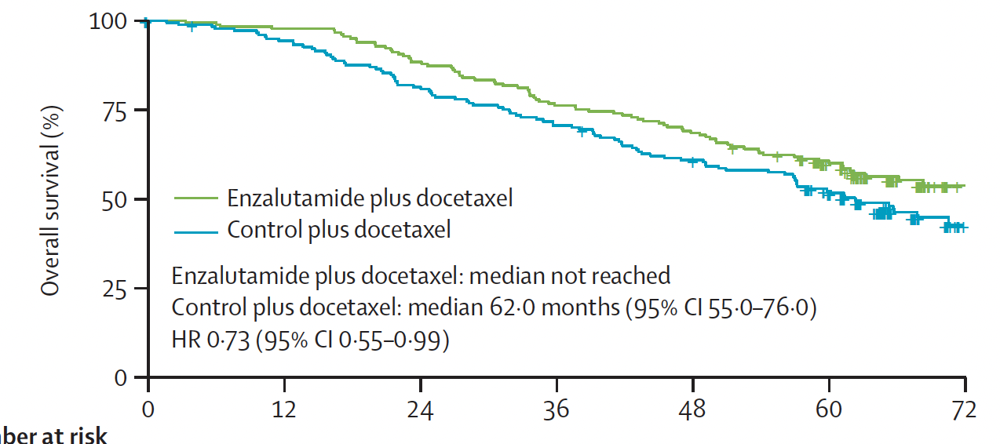 100
75
50
25
0
Overall survival (%)
Enzalutamide plus docetaxel
Control plus docetaxel
Enzalutamide plus docetaxel: median not reached
Control plus docetaxel: median 62·0 months (95% CI 55·0–76·0)
HR 0·73 (95% CI 0·55–0·99)
0 12 24 36 48 60 72
ber at risk